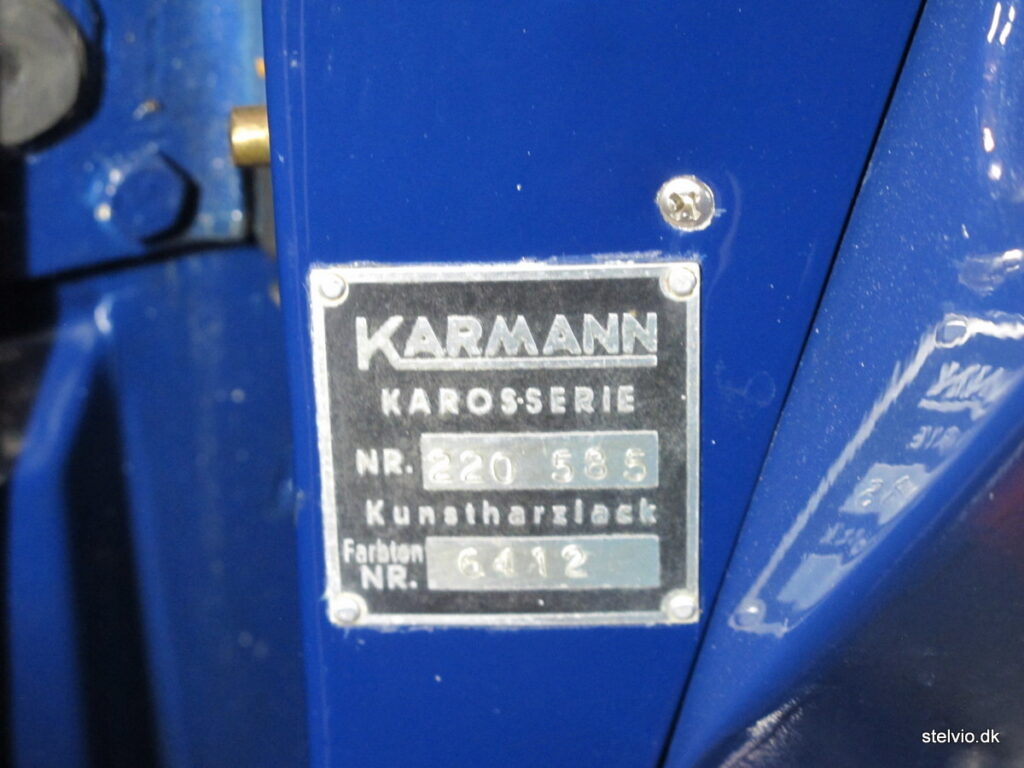 KARMANN
KAROSSERIE
NR. 220 585
Kunstharzlack
Farbton
NR. 6412
stelvio.dk